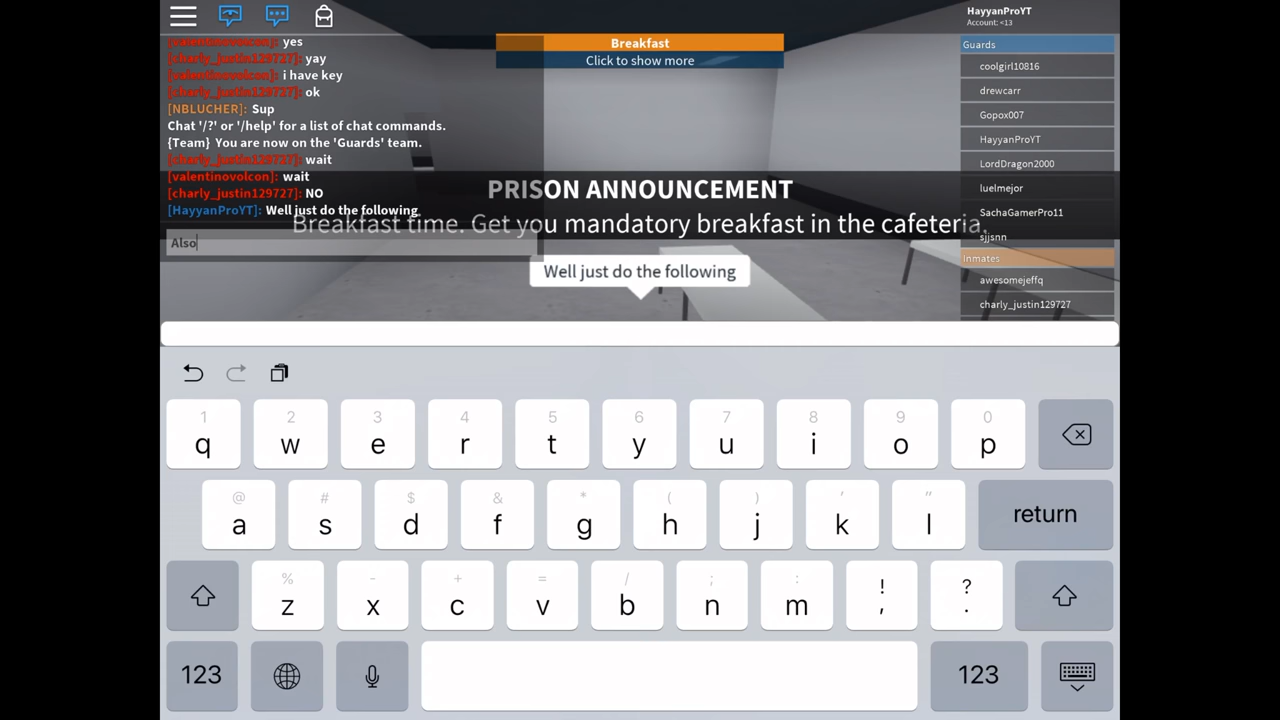 HayyanProYT
Account: <13
[valentinovolcon]: yes
[charly_justin129727]: yay
[valentinovolcon]: i have key
[charly_justin129727]: ok
[NBLUCHER]: Sup
Chat '/?' or '/help' for a list of chat commands.
{Team} You are now on the 'Guards' team.
[charly_justin129727]: wait
[valentinovolcon]: wait
[charly_justin129727]: NO
[HayyanProYT]: Well just do the following
Also
Breakfast
Click to show more
PRISON ANNOUNCEMENT
Breakfast time. Get you mandatory breakfast in the cafeteria.
Well just do the following
Guards
coolgirl10816
drewcarr
Gopox007
HayyanProYT
LordDragon2000
luelmejor
SachaGamerPro11
sjjsnn
Inmates
awesomejeffq
charly_justin129727
1 2 3 4 5 6 7 8 9 0
q w e r t y u i o p
@ # $ & * ( ) ' "
a s d f g h j k l return
% - + = / ; : ! ?
z x c v b n m , .
123 123